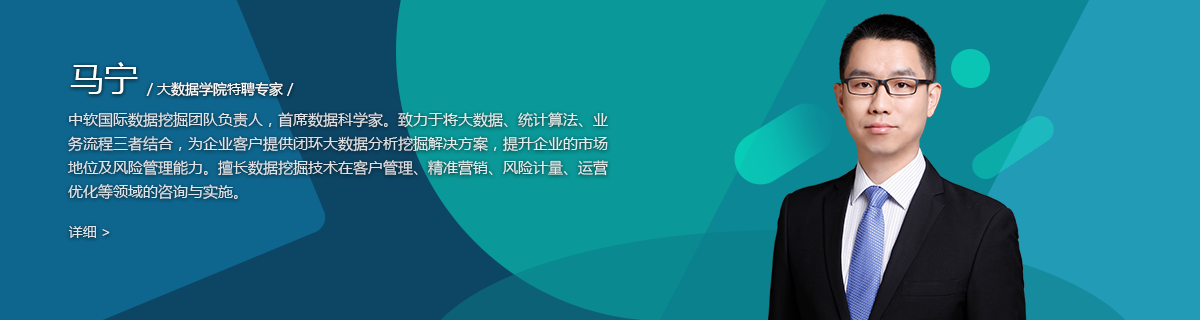 马宁 / 大数据学院特聘专家 /
中软国际数据挖掘团队负责人，首席数据科学家。致力于将大数据、统计算法、业
务流程三者结合，为企业客户提供闭环大数据分析挖掘解决方案，提升企业的市场
地位及风险管理能力。擅长数据挖掘技术在客户管理、精准营销、风险计量、运营
优化等领域的咨询与实施。
详细 >